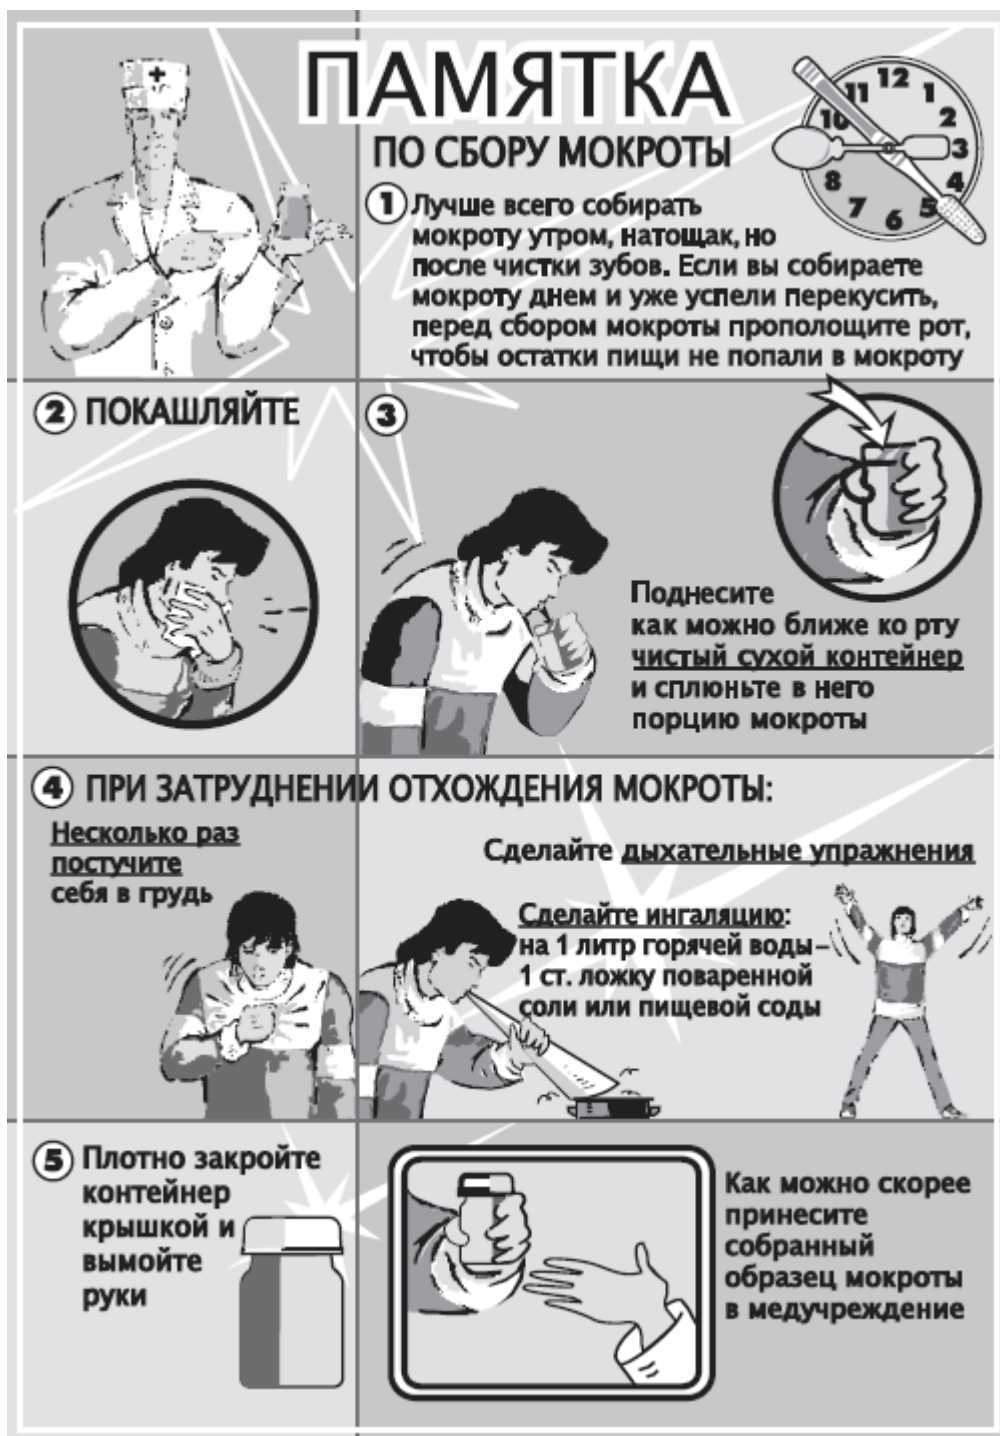 ПАМЯТКА
ПО СБОРУ МОКРОТЫ
12
1
2
3
4
5
6
7
8
10
11
1 Лучше всего собирать
мокроту утром, натощак, но
после чистки зубов. Если вы собираете
мокроту днем и уже успели перекусить,
перед сбором мокроты прополощите рот,
чтобы остатки пищи не попали в мокроту
2 ПОКАШЛЯЙТЕ
3
Поднесите
как можно ближе ко рту
чистый сухой контейнер
и сплюньте в него
порцию мокроты
4 ПРИ ЗАТРУДНЕНИИ ОТХОЖДЕНИЯ МОКРОТЫ:
Несколько раз
постучите
себя в грудь
Сделайте дыхательные упражнения
Сделайте ингаляцию:
на 1 литр горячей воды–
1 ст. ложку поваренной
соли или пищевой соды
5 Плотно закройте
контейнер
крышкой и
вымойте
руки
Как можно скорее
принесите
собранный
образец мокроты
в медучреждение